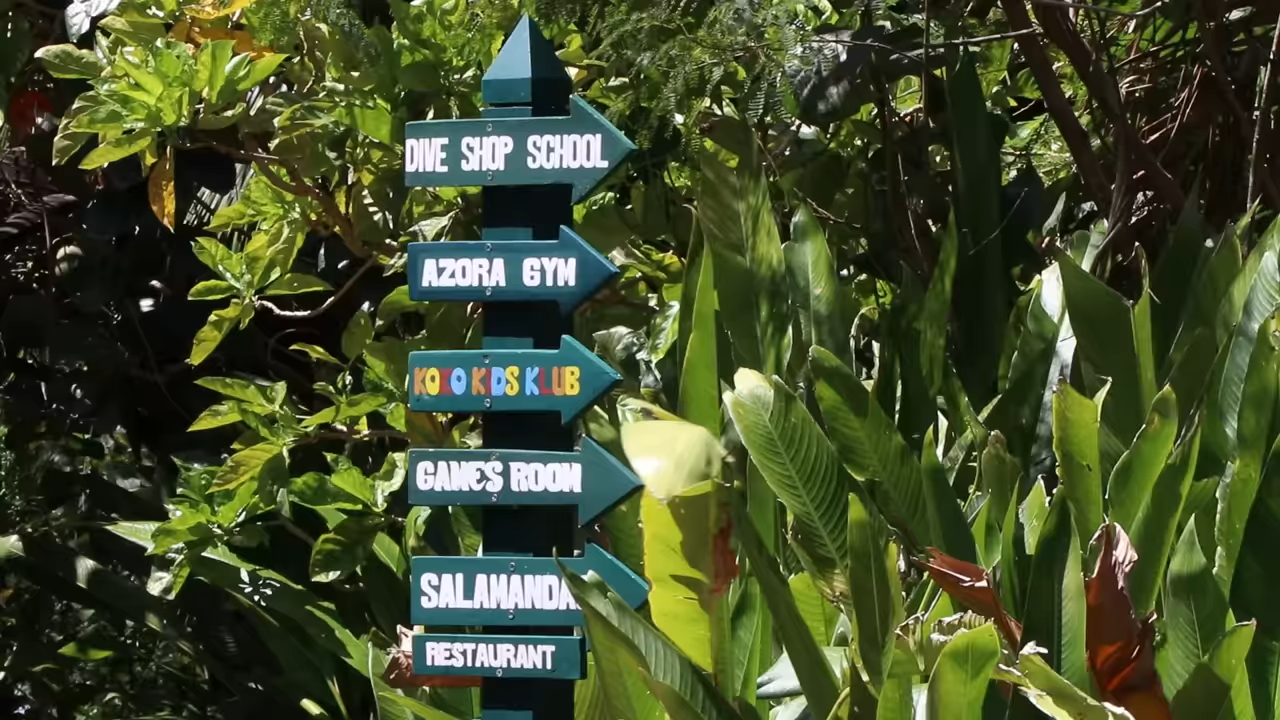 DIVE SHOP SCHOOL
AZORA GYM
KOKO KIDS KLUB
GAMES ROOM
SALAMANDA
RESTAURANT